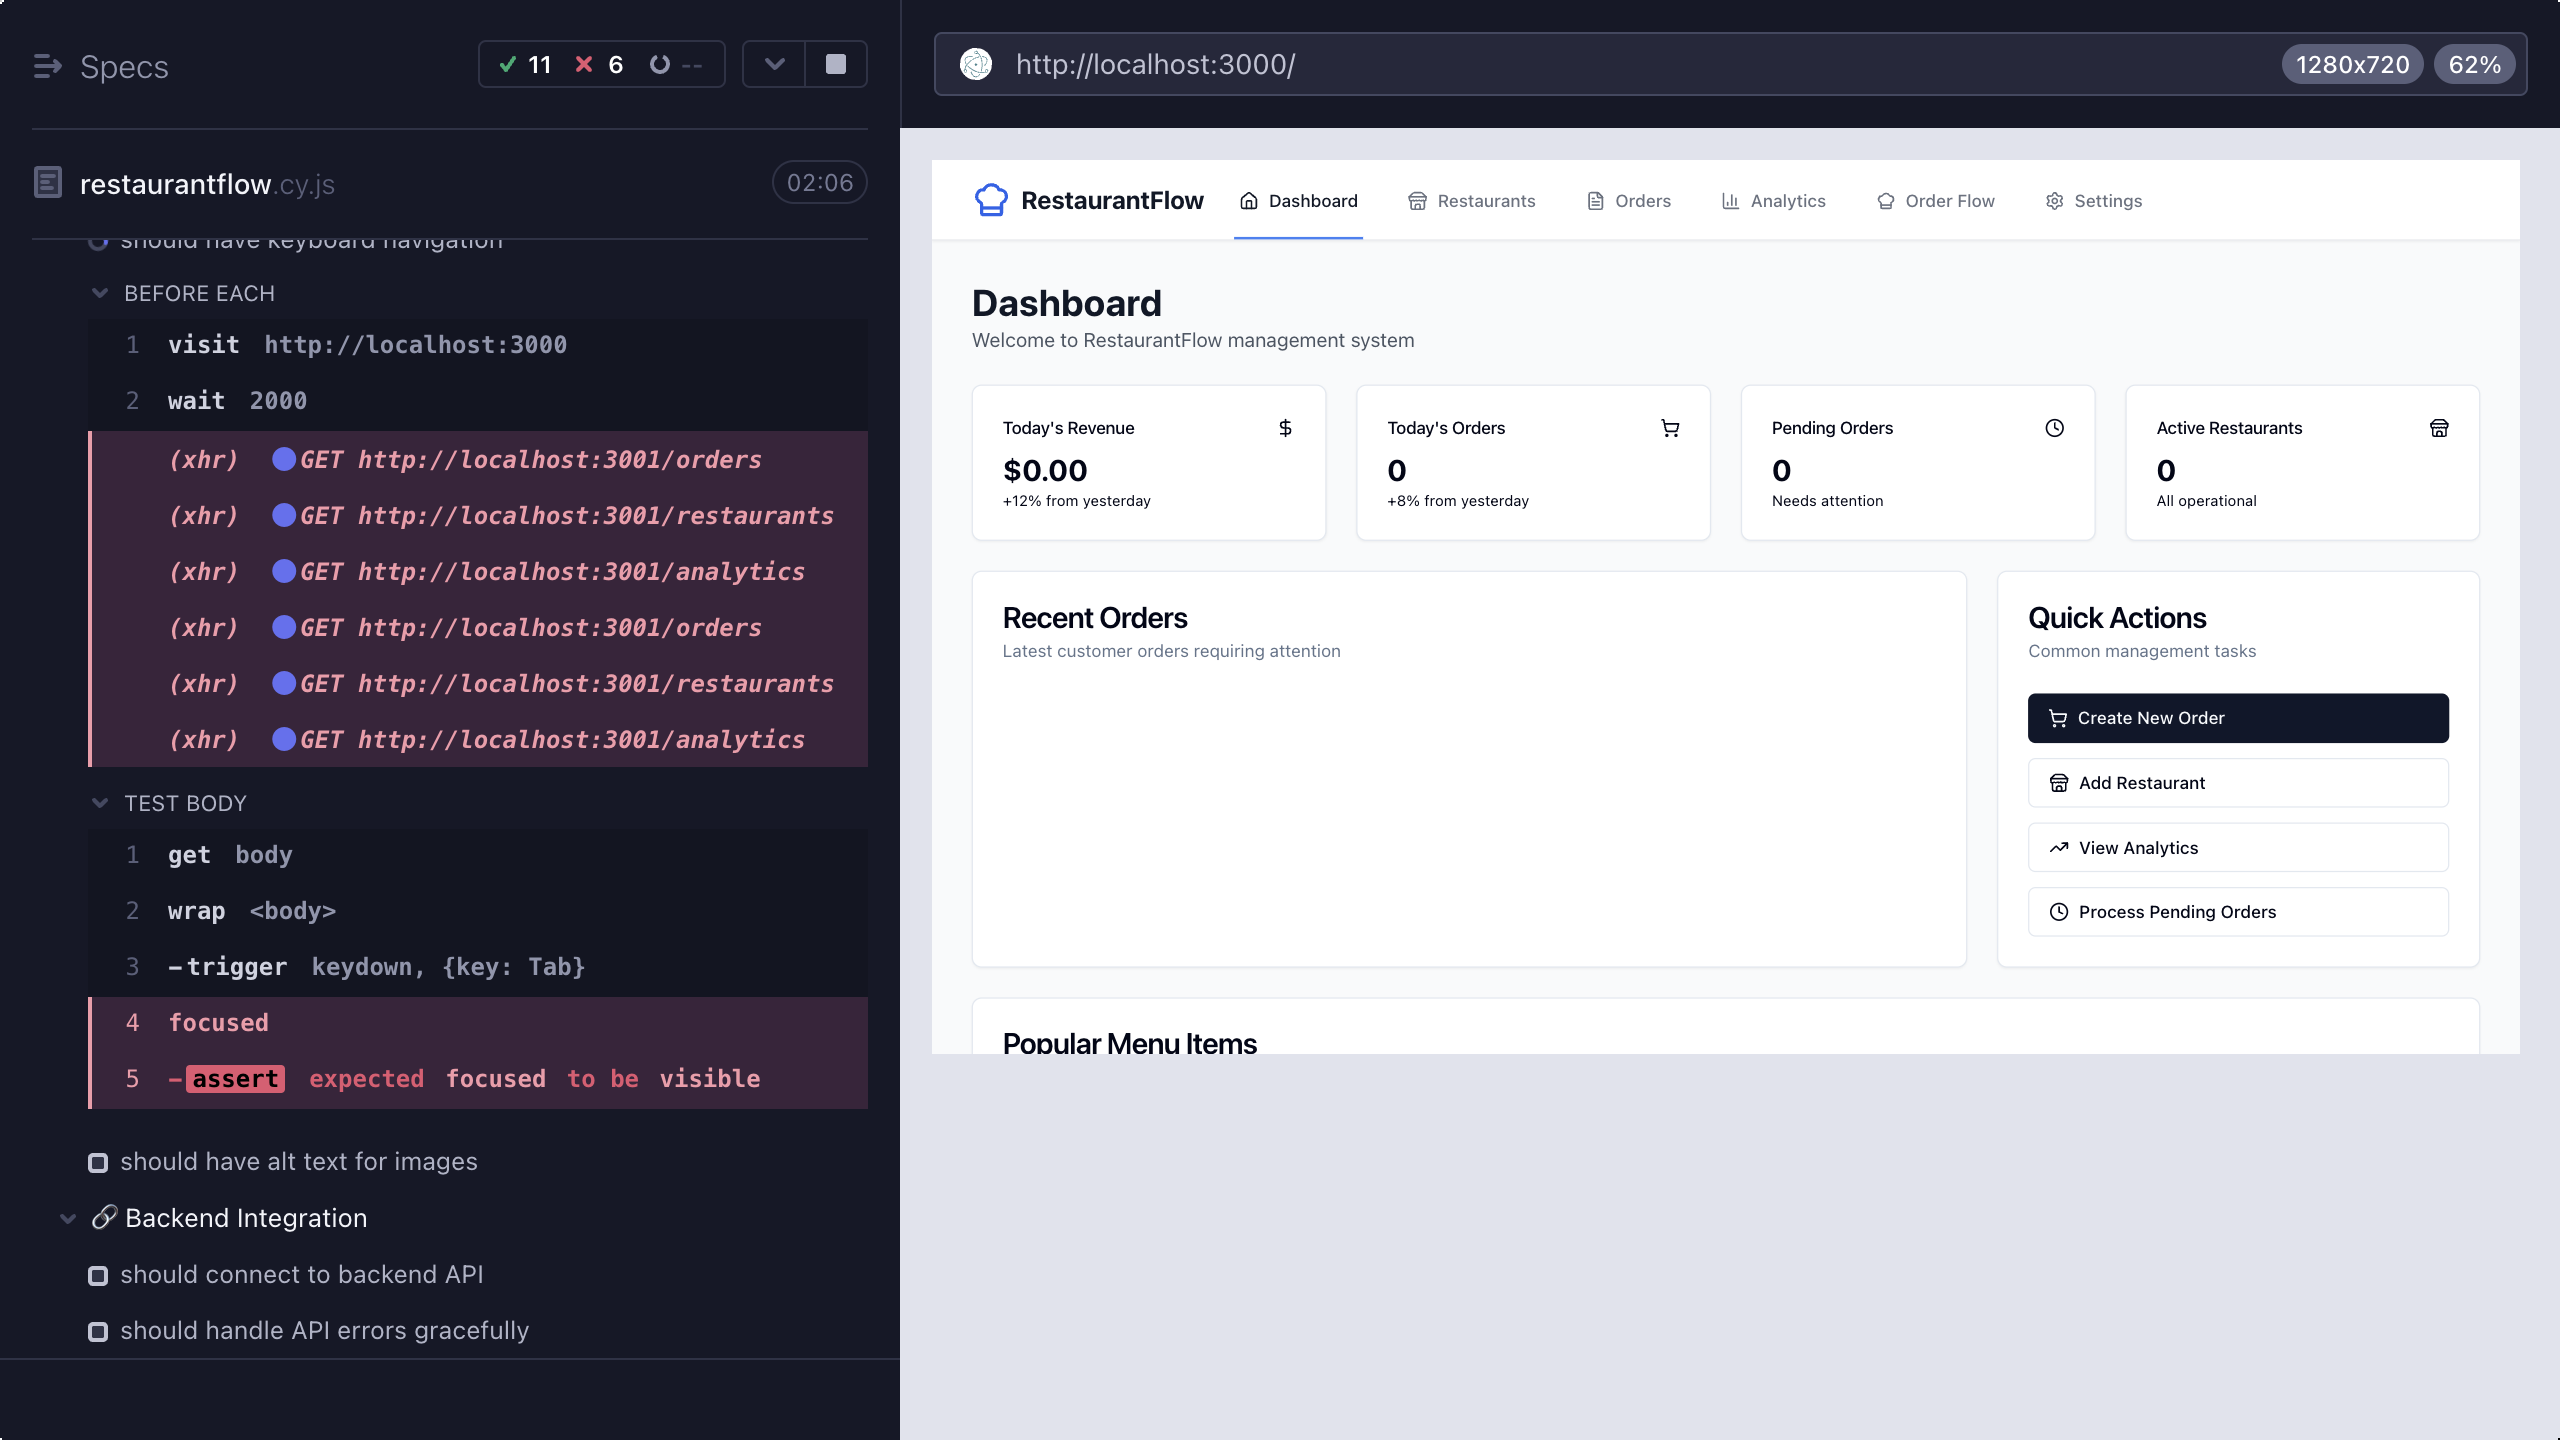 Specs
11 6 --
restaurantflow.cy.js
02:06
should have keyboard navigation
BEFORE EACH
1 visit http://localhost:3000
2 wait 2000
(xhr) GET http://localhost:3001/orders
(xhr) GET http://localhost:3001/restaurants
(xhr) GET http://localhost:3001/analytics
(xhr) GET http://localhost:3001/orders
(xhr) GET http://localhost:3001/restaurants
(xhr) GET http://localhost:3001/analytics
TEST BODY
1 get body
2 wrap <body>
3 -trigger keydown, {key: Tab}
4 focused
5 -assert expected focused to be visible
should have alt text for images
Backend Integration
should connect to backend API
should handle API errors gracefully
http://localhost:3000/
1280x720 62%
RestaurantFlow Dashboard Restaurants Orders Analytics Order Flow Settings
Dashboard
Welcome to RestaurantFlow management system
Today's Revenue
$0.00
+12% from yesterday
Today's Orders
0
+8% from yesterday
Pending Orders
0
Needs attention
Active Restaurants
0
All operational
Recent Orders
Latest customer orders requiring attention
Quick Actions
Common management tasks
Create New Order
Add Restaurant
View Analytics
Process Pending Orders
Popular Menu Items